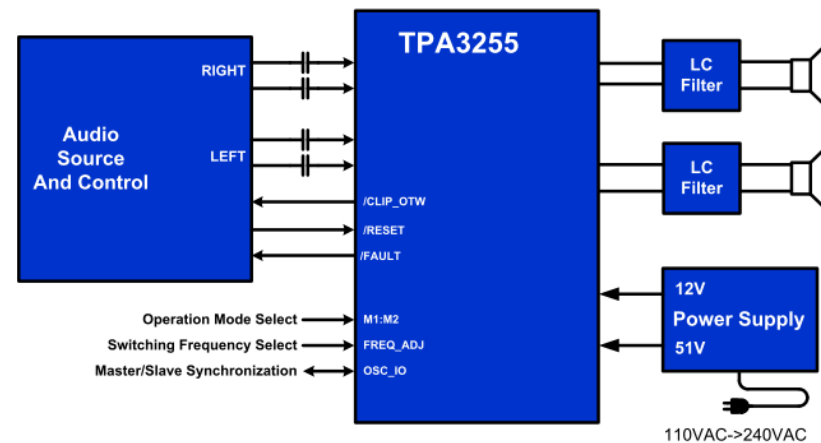 TPA3255
RIGHT
Audio
Source
And Control
LEFT
/CLIP_OTW
/RESET
/FAULT
Operation Mode Select
M1:M2
Switching Frequency Select
FREQ_ADJ
Master/Slave Synchronization
OSC_IO
LC
Filter
LC
Filter
12V
Power Supply
51V
110VAC->240VAC